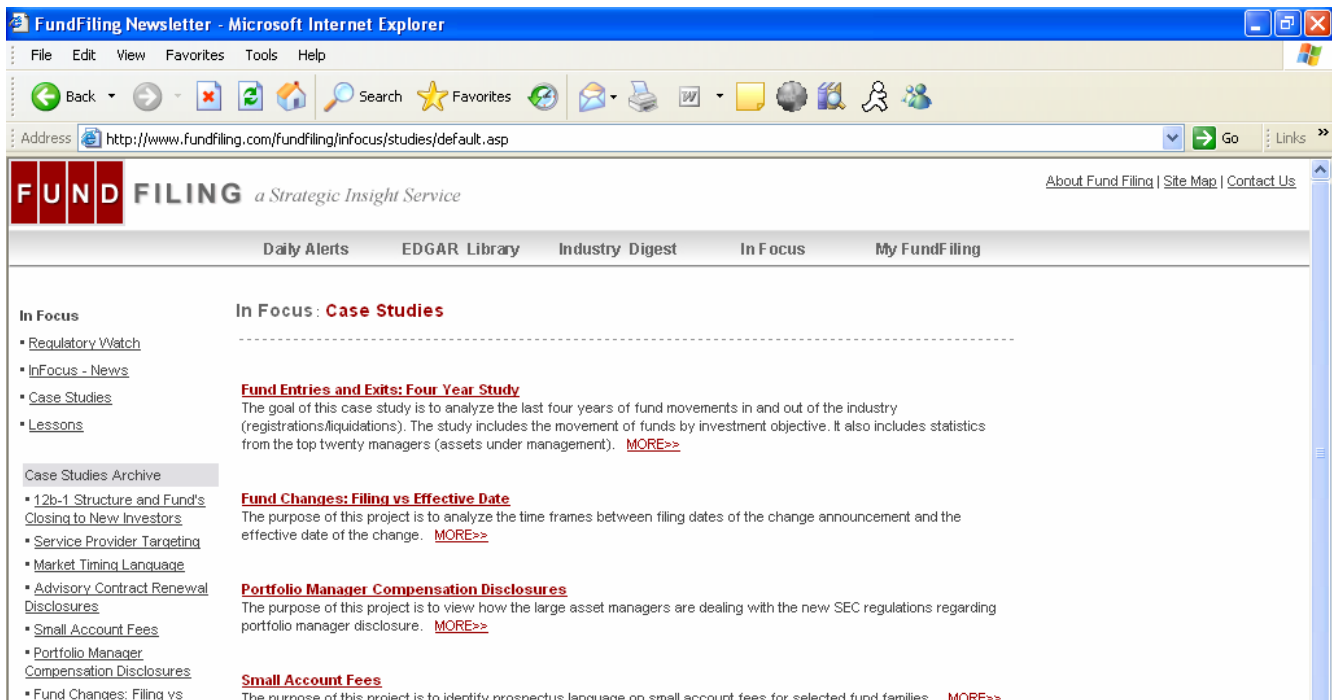 FundFiling Newsletter - Microsoft Internet Explorer
File Edit View Favorites Tools Help
Back Search Favorites
Address http://www.fundfiling.com/fundfiling/infocus/studies/default.asp Go Links »
FUND FILING a Strategic Insight Service
About Fund Filing | Site Map | Contact Us
Daily Alerts EDGAR Library Industry Digest In Focus My FundFiling
In Focus
▪ Regulatory Watch
▪ InFocus - News
▪ Case Studies
▪ Lessons
Case Studies Archive
▪ 12b-1 Structure and Fund's
Closing to New Investors
▪ Service Provider Targeting
▪ Market Timing Language
▪ Advisory Contract Renewal
Disclosures
▪ Small Account Fees
▪ Portfolio Manager
Compensation Disclosures
▪ Fund Changes: Filing vs
In Focus : Case Studies
Fund Entries and Exits: Four Year Study
The goal of this case study is to analyze the last four years of fund movements in and out of the industry
(registrations/liquidations). The study includes the movement of funds by investment objective. It also includes statistics
from the top twenty managers (assets under management). MORE>>
Fund Changes: Filing vs Effective Date
The purpose of this project is to analyze the time frames between filing dates of the change announcement and the
effective date of the change. MORE>>
Portfolio Manager Compensation Disclosures
The purpose of this project is to view how the large asset managers are dealing with the new SEC regulations regarding
portfolio manager disclosure. MORE>>
Small Account Fees
The purpose of this project is to identify prospectus language on small account fees for selected fund families. MORE>>